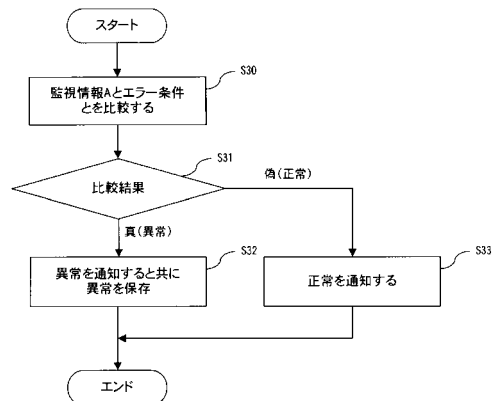 スタート
S30
監視情報Aとエラー条件
とを比較する
S31
比較結果
偽(正常)
真(異常)
S32
異常を通知すると共に
異常を保存
S33
正常を通知する
エンド